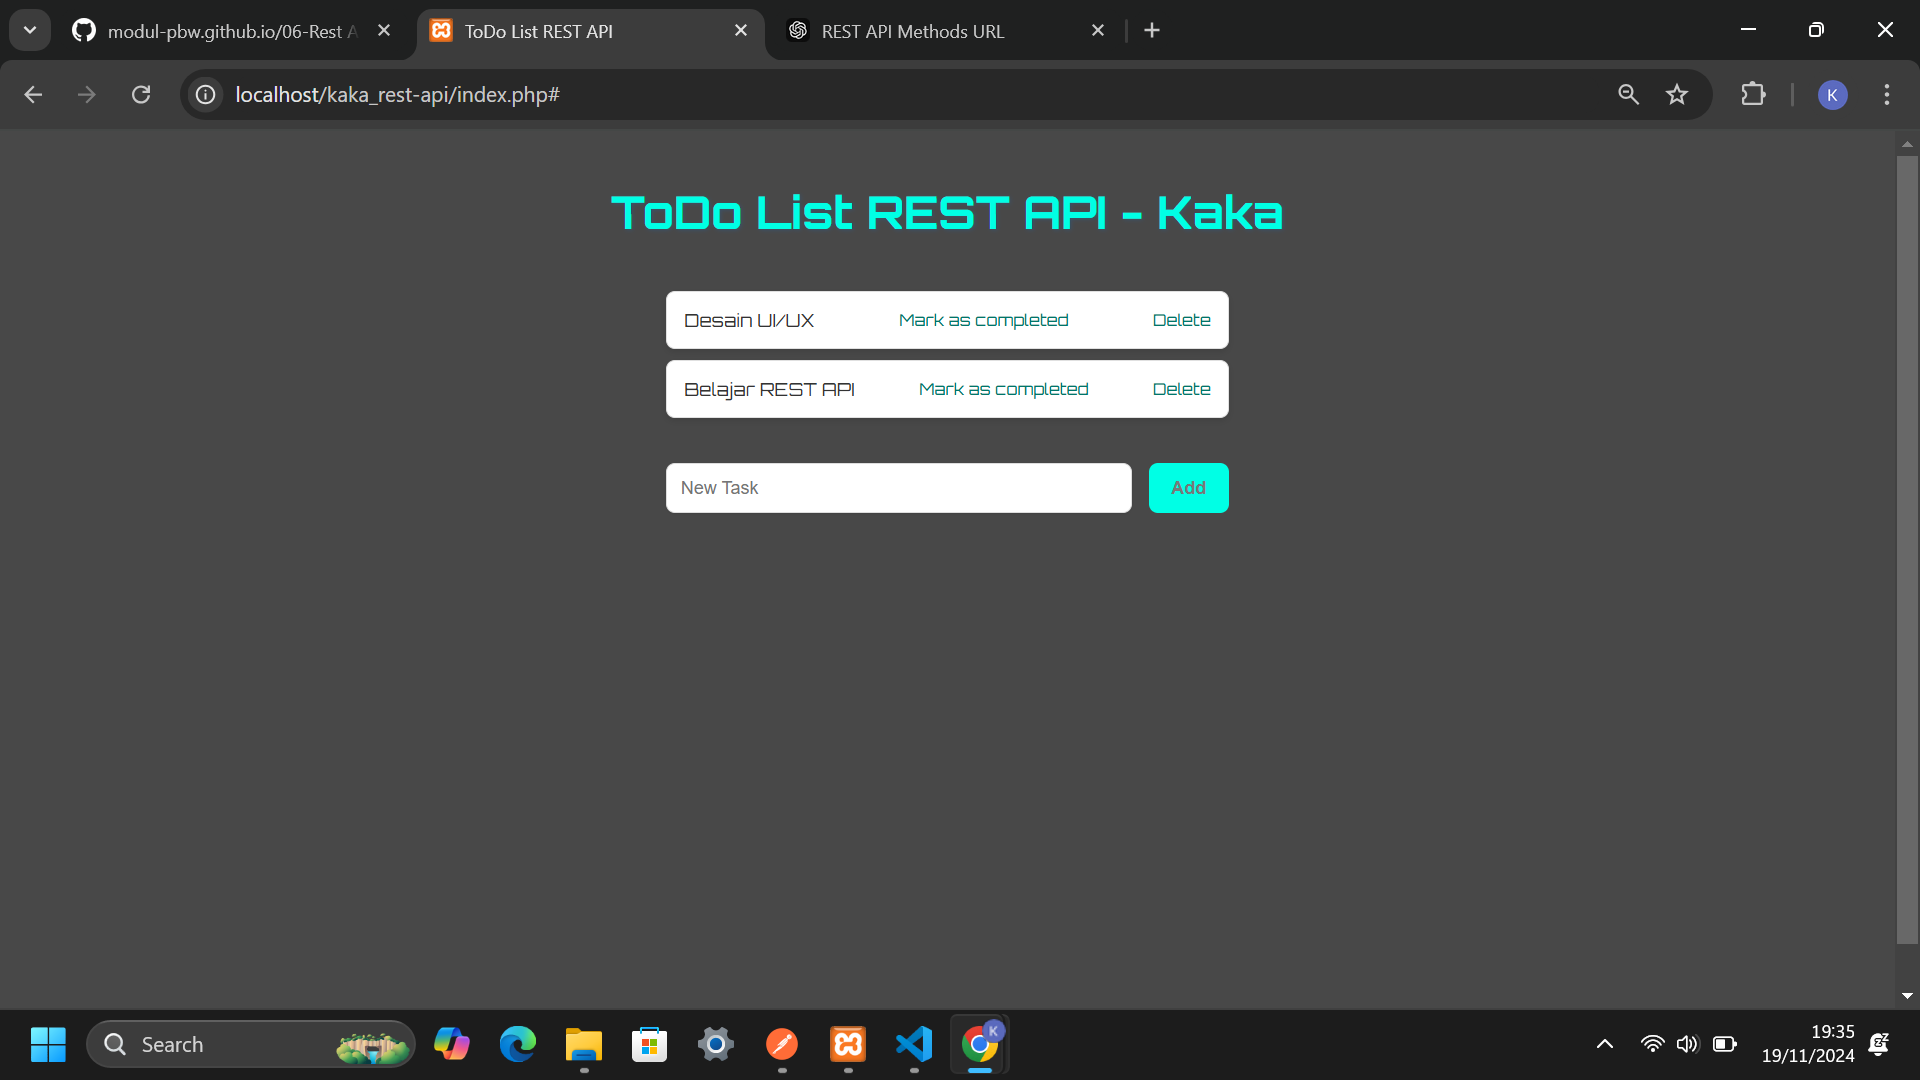 modul-pbw.github.io/06-Rest A
ToDo List REST API
REST API Methods URL
localhost/kaka_rest-api/index.php#
K
ToDo List REST API - Kaka
Desain UI/UX Mark as completed Delete
Belajar REST API Mark as completed Delete
New Task Add
Search
K
19:35
19/11/2024